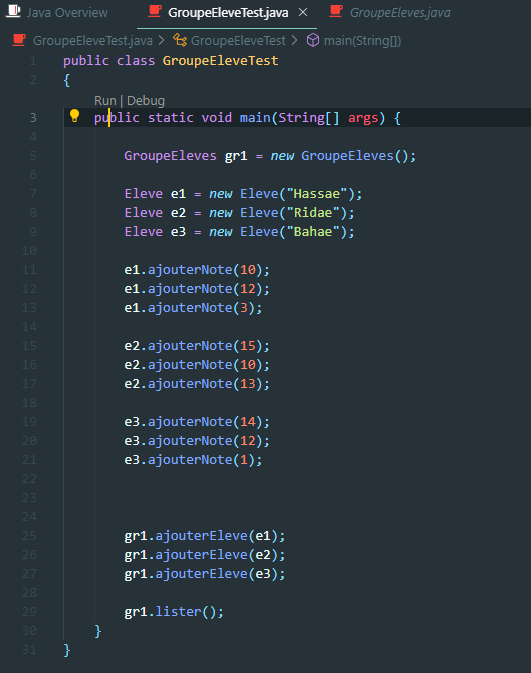 Java Overview GroupeEleveTest.java × GroupeEleves.java
GroupeEleveTest.java > GroupeEleveTest > main(String[])
1 public class GroupeEleveTest
2 {
Run | Debug
3 public static void main(String[] args) {
4
5 GroupeEleves gr1 = new GroupeEleves();
6
7 Eleve e1 = new Eleve("Hassae");
8 Eleve e2 = new Eleve("Ridae");
9 Eleve e3 = new Eleve("Bahae");
10
11 e1.ajouterNote(10);
12 e1.ajouterNote(12);
13 e1.ajouterNote(3);
14
15 e2.ajouterNote(15);
16 e2.ajouterNote(10);
17 e2.ajouterNote(13);
18
19 e3.ajouterNote(14);
20 e3.ajouterNote(12);
21 e3.ajouterNote(1);
22
23
24
25 gr1.ajouterEleve(e1);
26 gr1.ajouterEleve(e2);
27 gr1.ajouterEleve(e3);
28
29 gr1.lister();
30 }
31 }